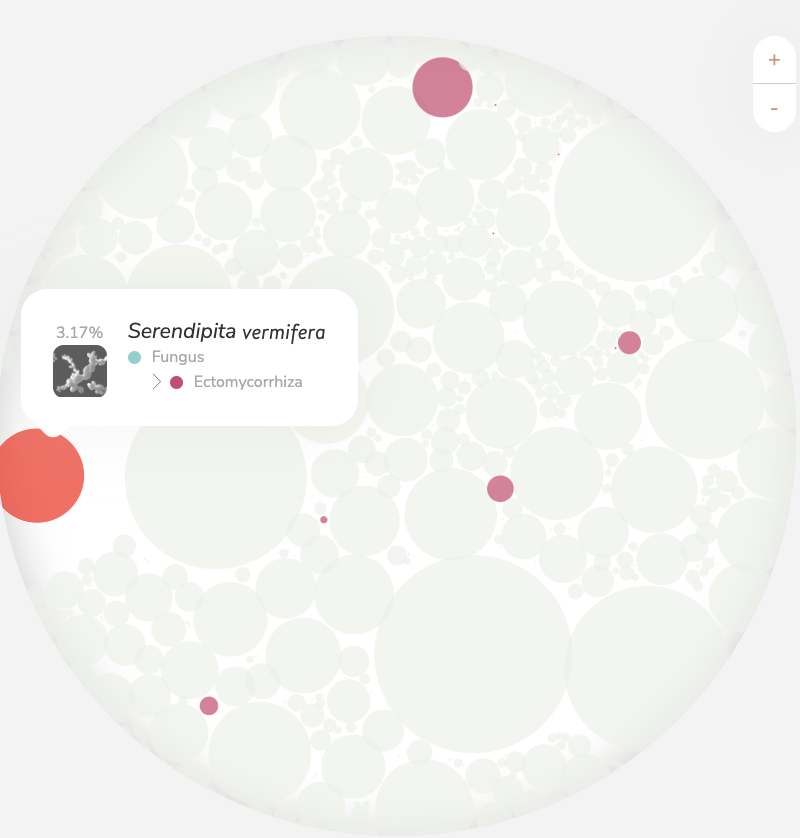 +
-
3.17%
Serendipita vermifera
Fungus
Ectomycorrhiza